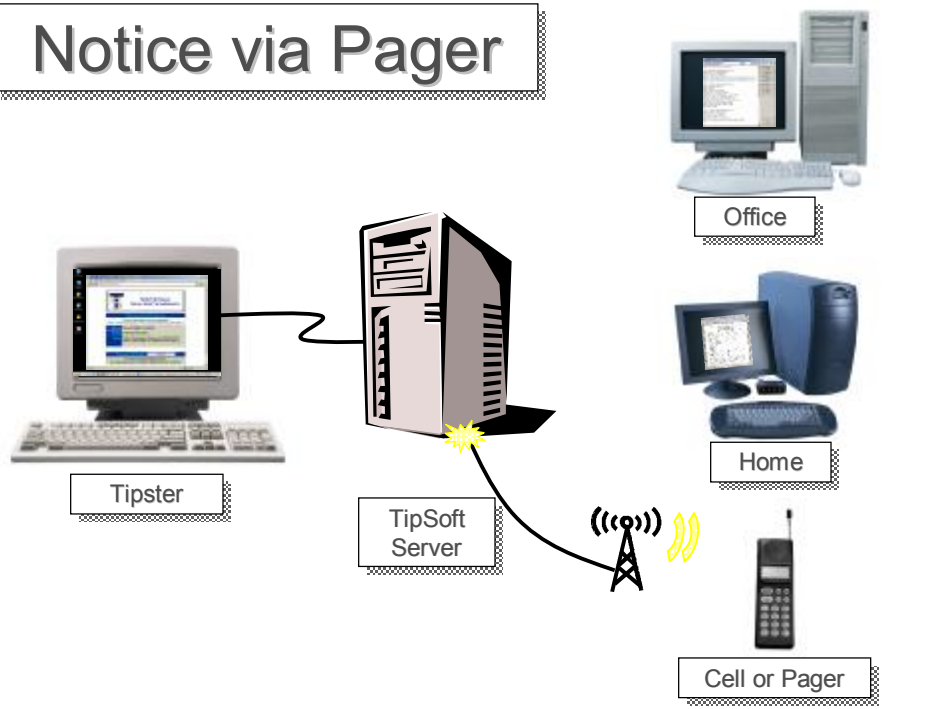 Notice via Pager
Office
Tipster
Home
TipSoft
Server
Cell or Pager